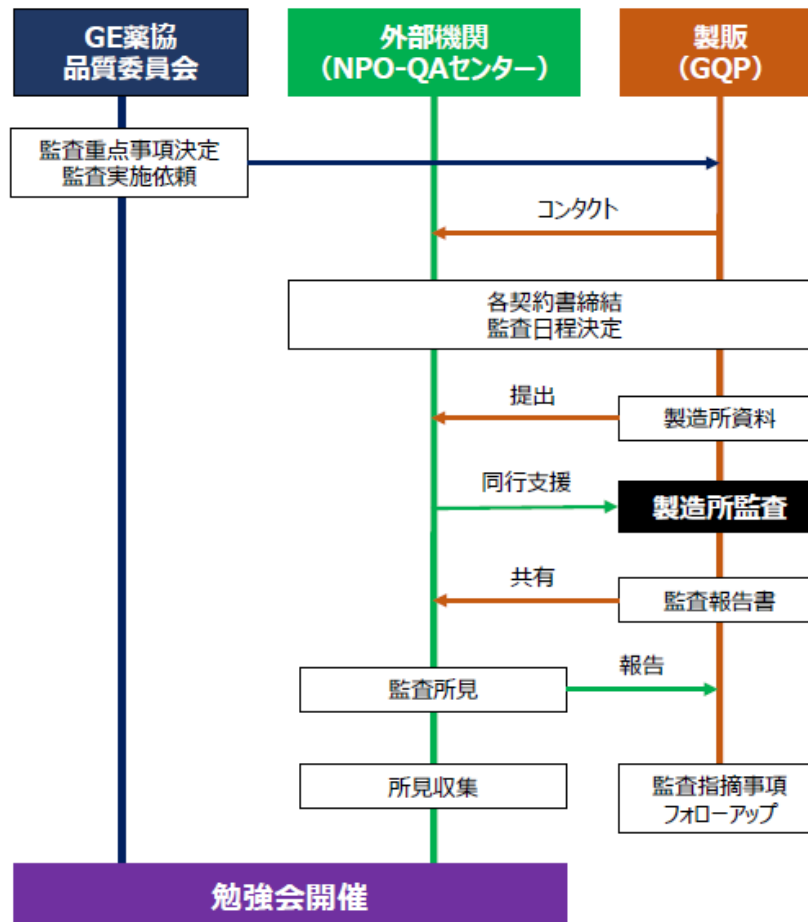 GE薬協
品質委員会
外部機関
（NPO-QAセンター）
製販
（GQP）
監査重点事項決定
監査実施依頼
コンタクト
各契約書締結
監査日程決定
提出
製造所資料
同行支援
製造所監査
共有
監査報告書
監査所見
報告
所見収集
監査指摘事項
フォローアップ
勉強会開催